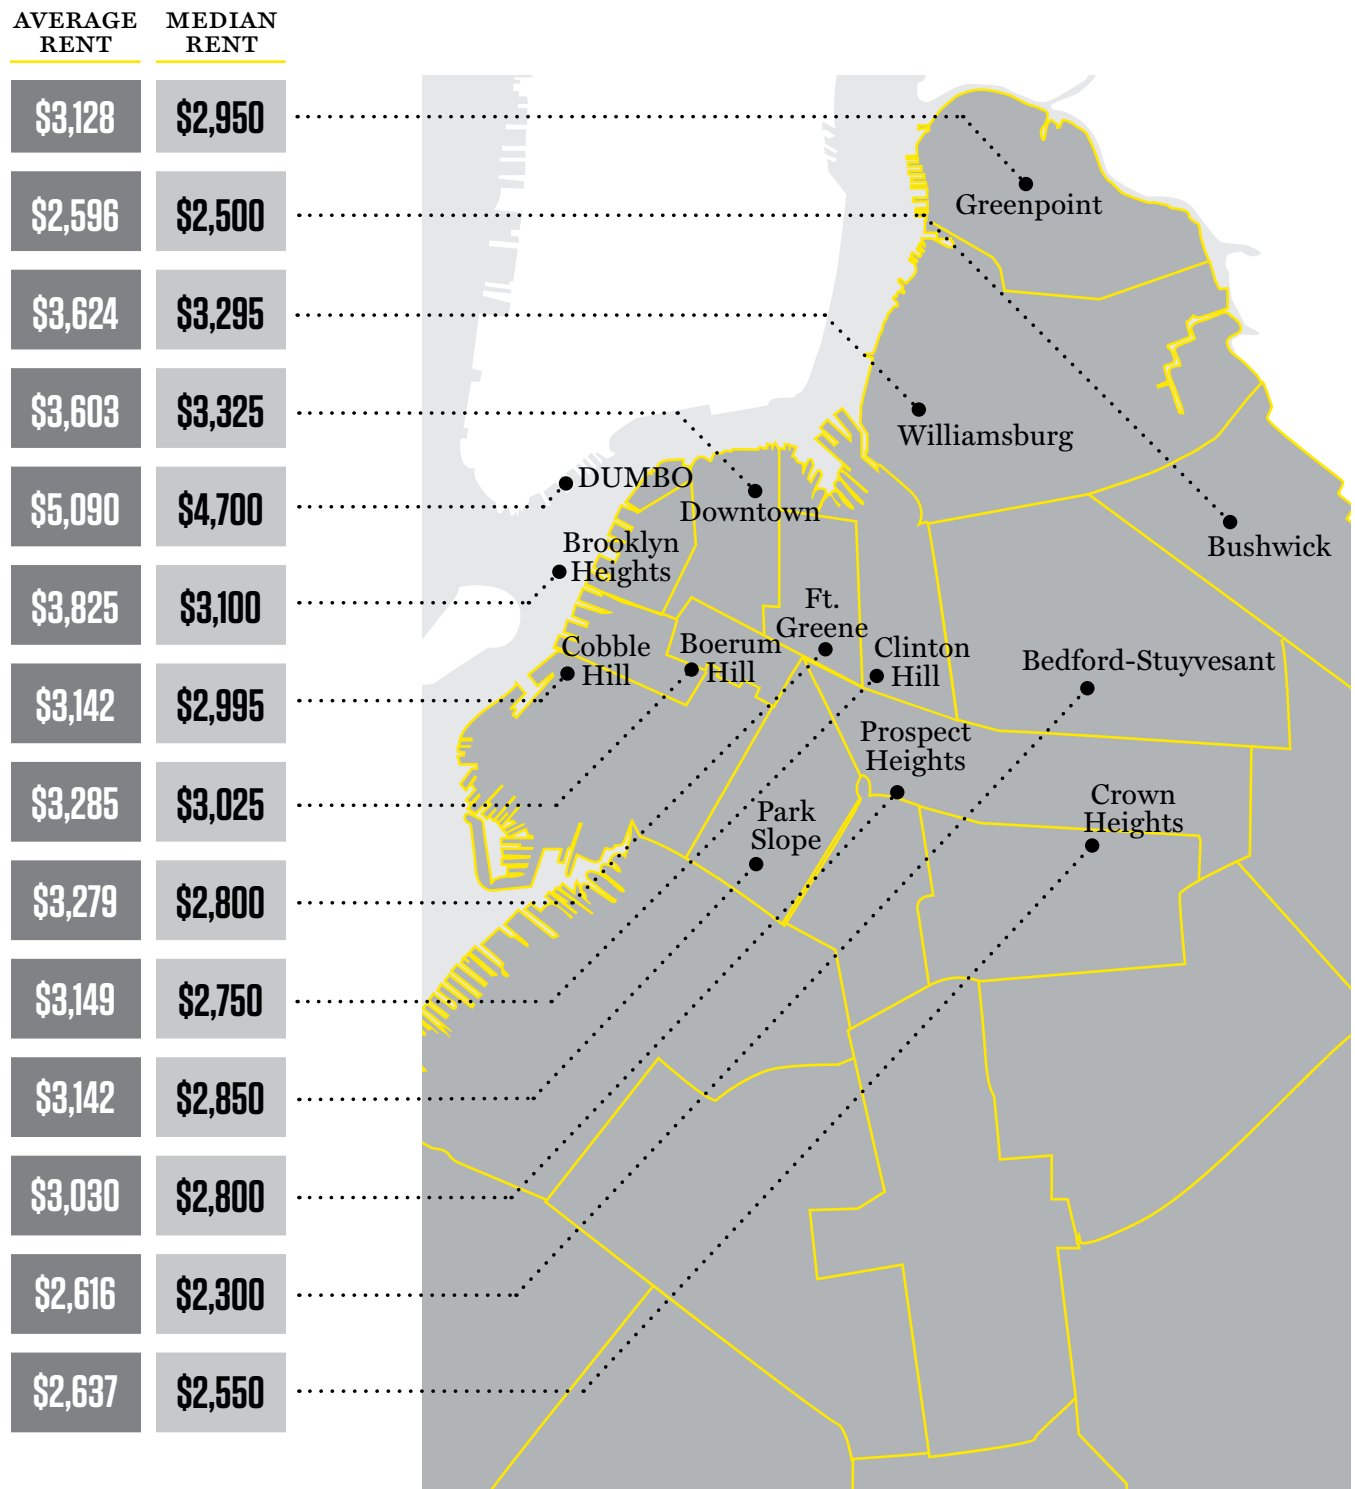 AVERAGE RENT
MEDIAN RENT
$3,128 $2,950
$2,596 $2,500
$3,624 $3,295
$3,603 $3,325
$5,090 $4,700
$3,825 $3,100
$3,142 $2,995
$3,285 $3,025
$3,279 $2,800
$3,149 $2,750
$3,142 $2,850
$3,030 $2,800
$2,616 $2,300
$2,637 $2,550
Greenpoint
Williamsburg
DUMBO
Downtown
Bushwick
Brooklyn
Heights
Ft.
Greene
Cobble
Hill
Boerum
Hill
Clinton
Hill
Bedford-Stuyvesant
Prospect
Heights
Park
Slope
Crown
Heights